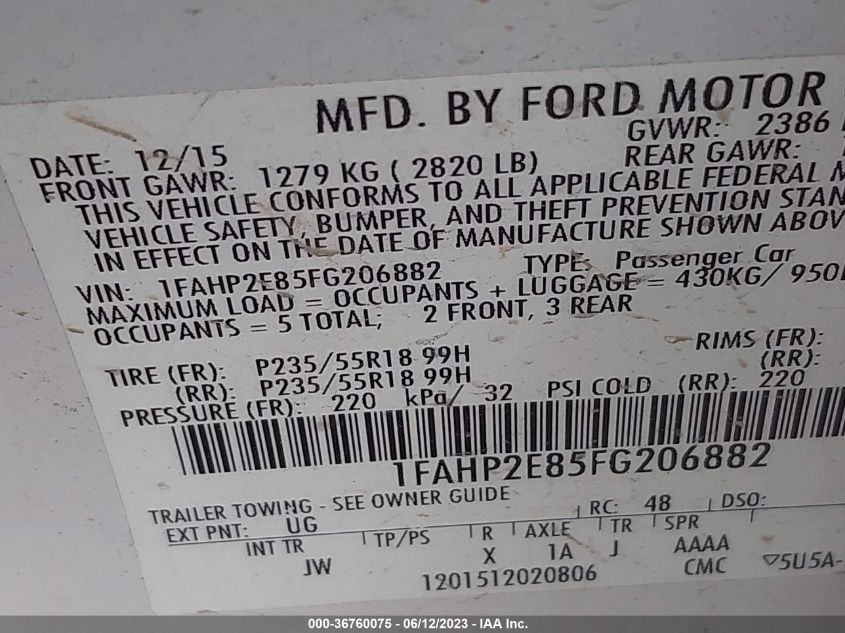 MFD. BY FORD MOTOR
DATE: 12/15 GVWR: 2386
FRONT GAWR: 1279 KG ( 2820 LB) REAR GAWR:
THIS VEHICLE CONFORMS TO ALL APPLICABLE FEDERAL M
VEHICLE SAFETY, BUMPER, AND THEFT PREVENTION STAN
IN EFFECT ON THE DATE OF MANUFACTURE SHOWN ABOV
VIN: 1FAHP2E85FG206882 TYPE: Passenger Car
MAXIMUM LOAD = OCCUPANTS + LUGGAGE = 430KG/ 950
OCCUPANTS = 5 TOTAL; 2 FRONT, 3 REAR
TIRE (FR): P235/55R18 99H RIMS (FR):
(RR): P235/55R18 99H (RR):
PRESSURE (FR): 220 kPa/ 32 PSI COLD (RR): 220
1FAHP2E85FG206882
TRAILER TOWING - SEE OWNER GUIDE
EXT PNT: UG RC: 48 DSO:
INT TR TP/PS R AXLE TR SPR
JW X 1A J AAAA
1201512020806 CMC ▽5U5A-
000-36760075 - 06/12/2023 - IAA Inc.